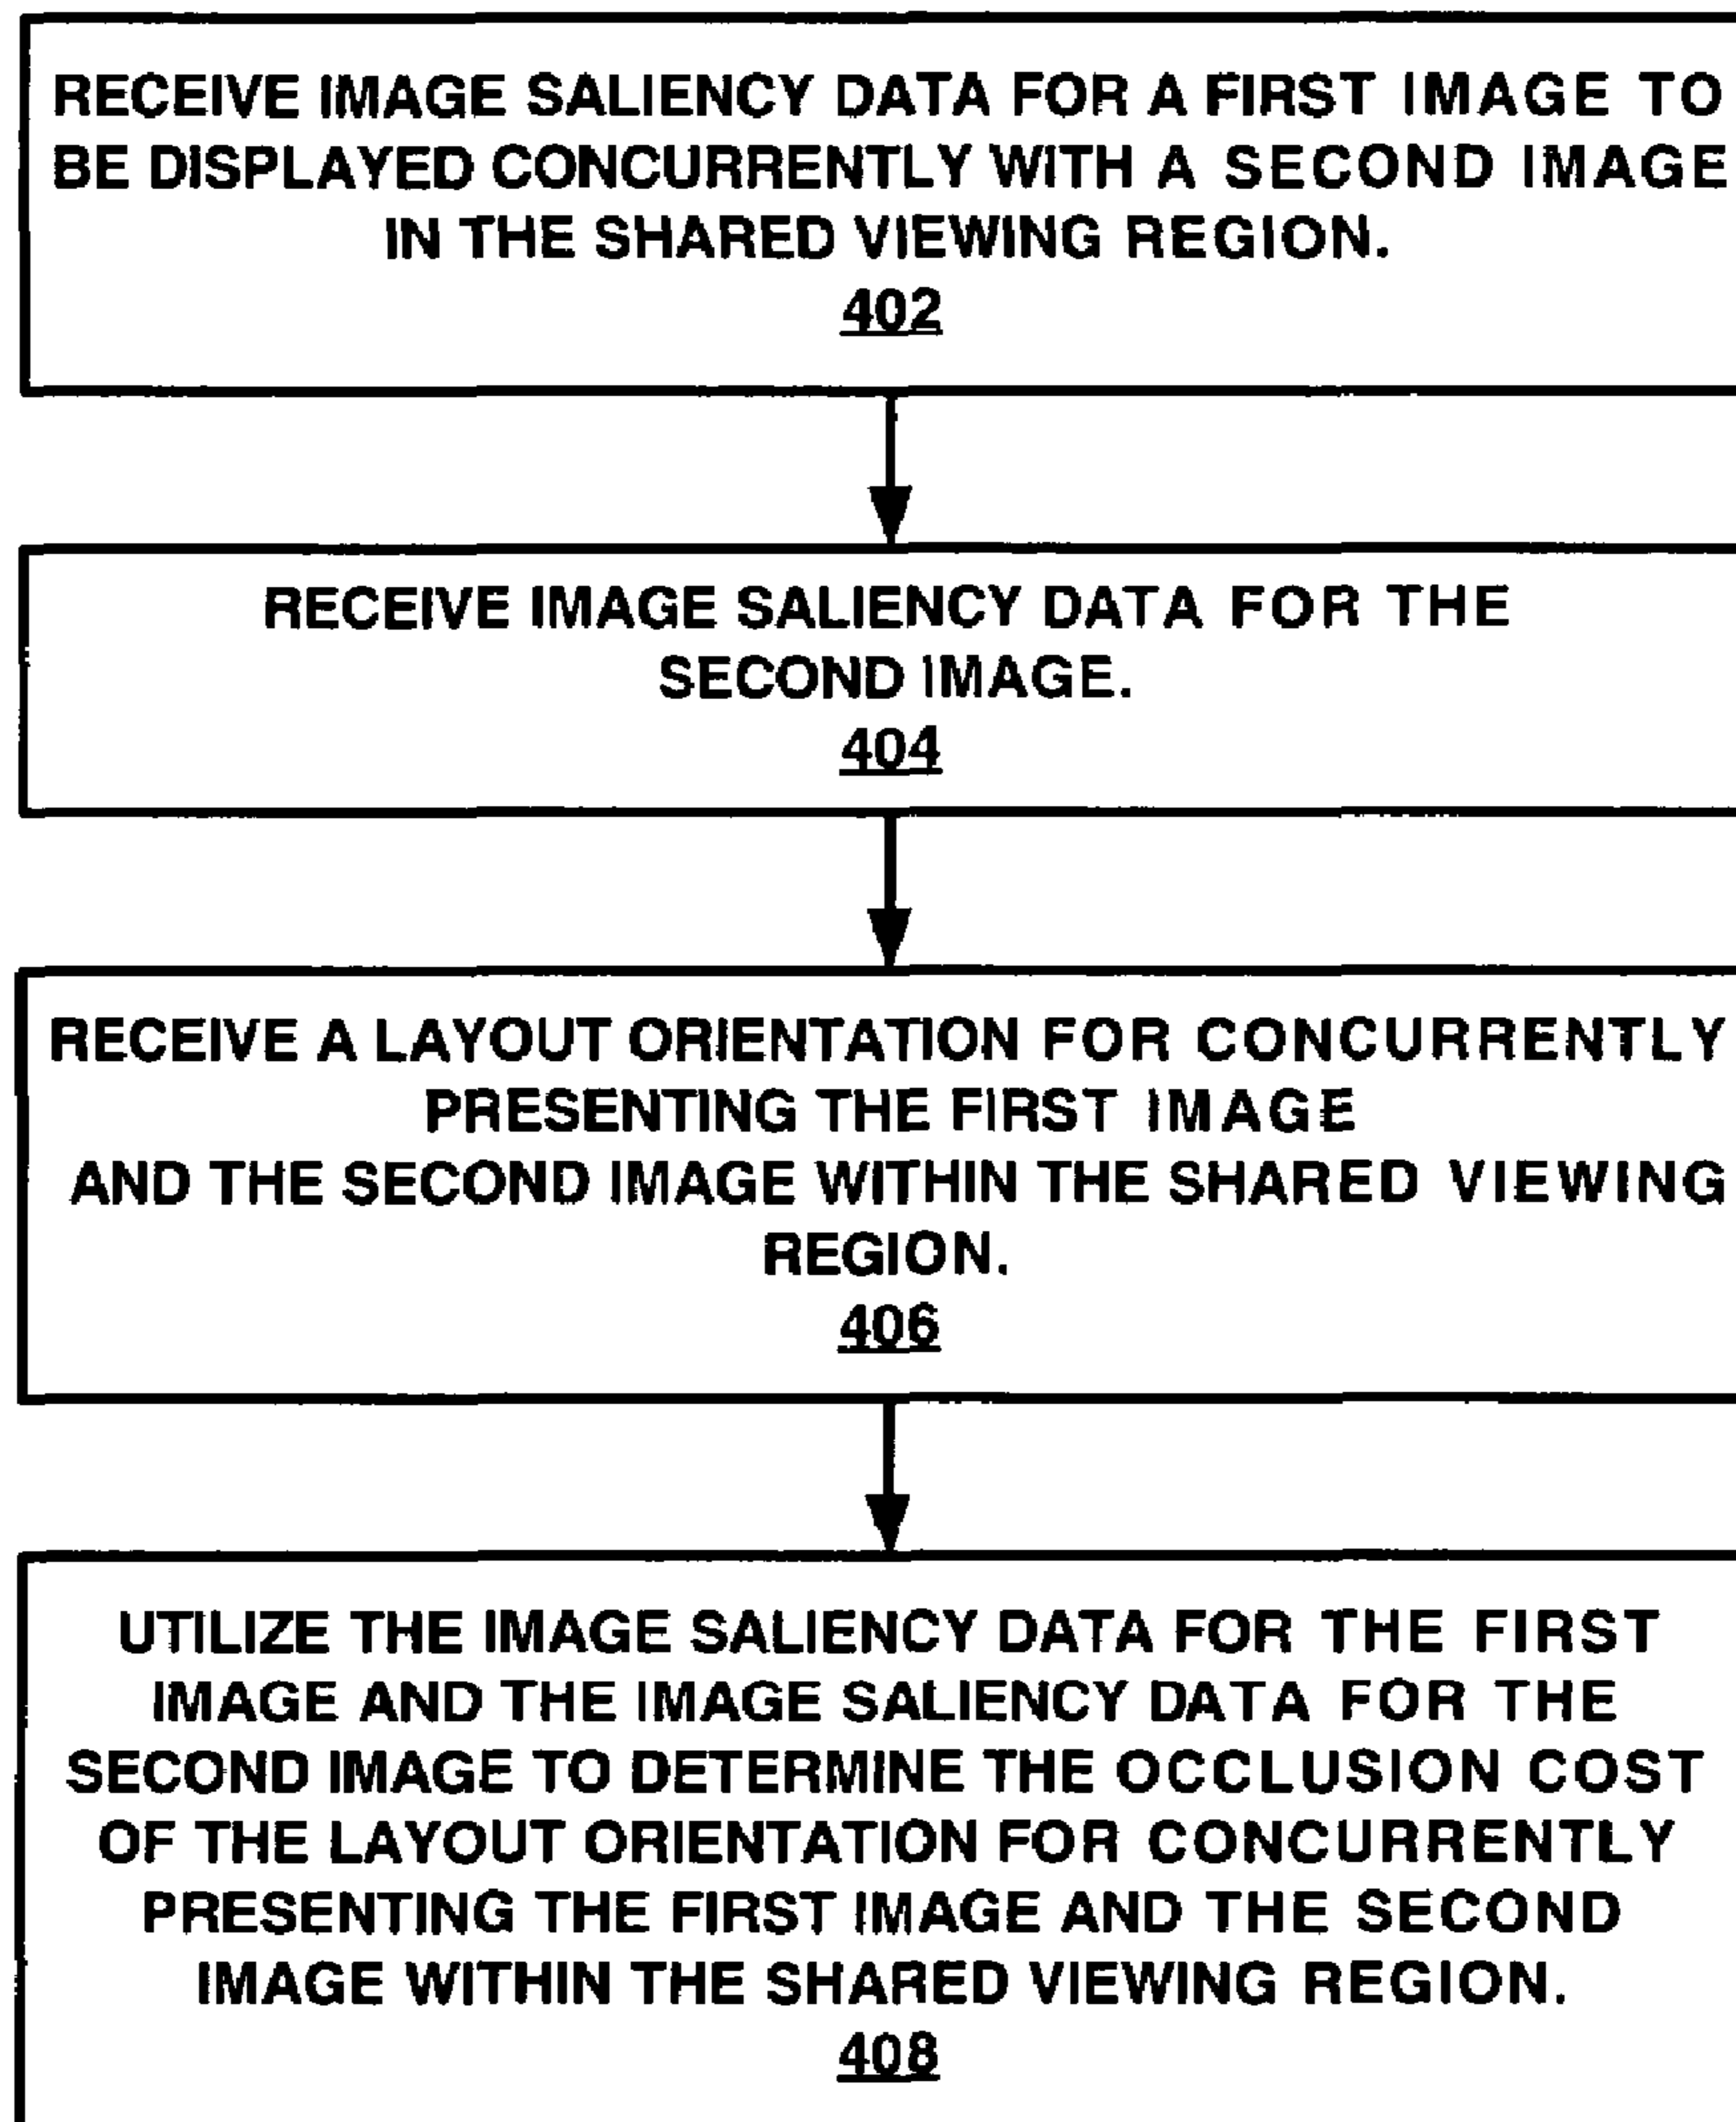 RECEIVE IMAGE SALIENCY DATA FOR A FIRST IMAGE TO
BE DISPLAYED CONCURRENTLY WITH A SECOND IMAGE
IN THE SHARED VIEWING REGION.
402
RECEIVE IMAGE SALIENCY DATA FOR THE
SECOND IMAGE.
404
RECEIVE A LAYOUT ORIENTATION FOR CONCURRENTLY
PRESENTING THE FIRST IMAGE
AND THE SECOND IMAGE WITHIN THE SHARED VIEWING
REGION.
406
UTILIZE THE IMAGE SALIENCY DATA FOR THE FIRST
IMAGE AND THE IMAGE SALIENCY DATA FOR THE
SECOND IMAGE TO DETERMINE THE OCCLUSION COST
OF THE LAYOUT ORIENTATION FOR CONCURRENTLY
PRESENTING THE FIRST IMAGE AND THE SECOND
IMAGE WITHIN THE SHARED VIEWING REGION.
408